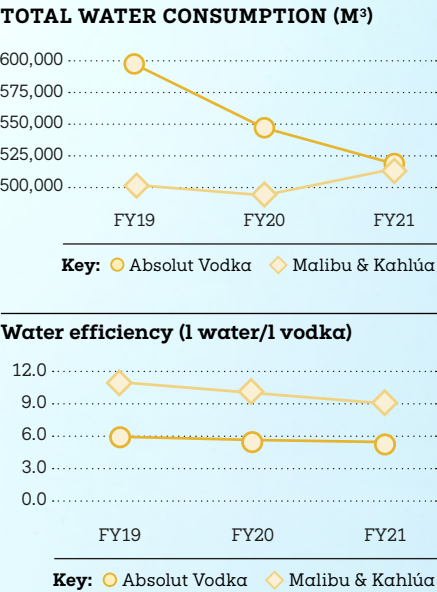 TOTAL WATER CONSUMPTION (M³)
600,000
575,000
550,000
525,000
500,000
FY19 FY20 FY21
Key: Absolut Vodka Malibu & Kahlúa
Water efficiency (l water/l vodka)
12.0
9.0
6.0
3.0
0.0
FY19 FY20 FY21
Key: Absolut Vodka Malibu & Kahlúa